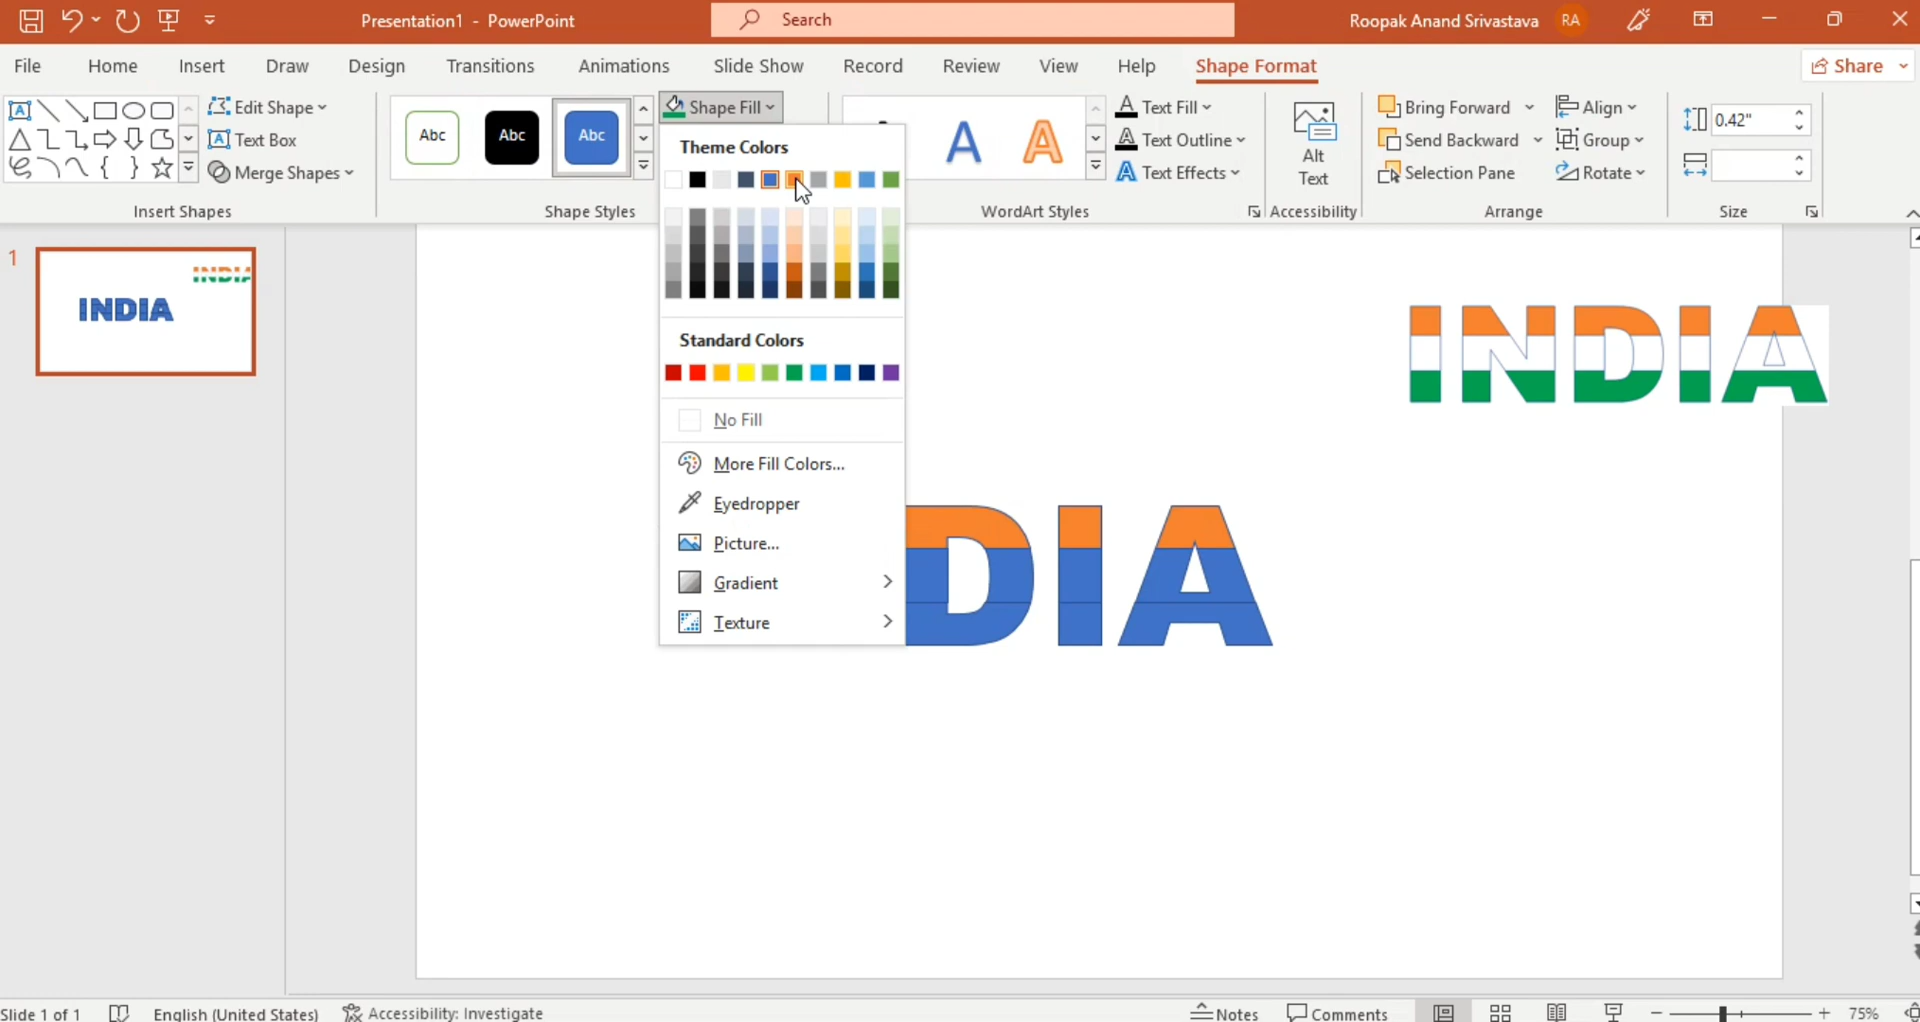 Presentation1 - PowerPoint
Search
Roopak Anand Srivastava RA
File Home Insert Draw Design Transitions Animations Slide Show Record Review View Help Shape Format Share
A Edit Shape
A Text Box
Merge Shapes
Insert Shapes
Abc Abc Abc
Shape Styles
Shape Fill
Theme Colors
Standard Colors
No Fill
More Fill Colors...
Eyedropper
Picture...
Gradient
Texture
A A
WordArt Styles
A Text Fill
A Text Outline
A Text Effects
Alt
Text
Accessibility
Bring Forward
Send Backward
Selection Pane
Align
Group
Rotate
Arrange
0.42"
Size
1
INDIA
INDIA
INDIA
DIA
Slide 1 of 1 English (United States) Accessibility: Investigate Notes Comments 75%